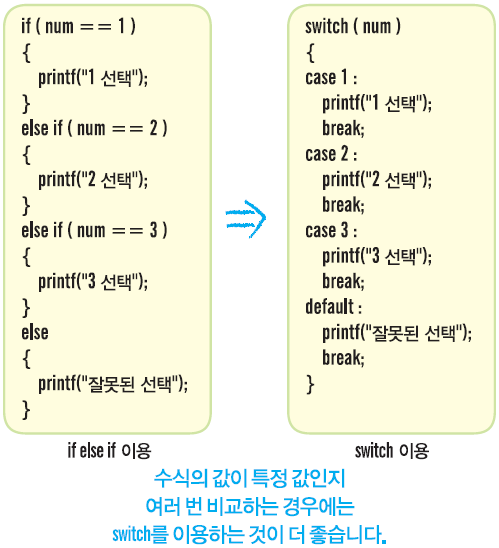 if ( num == 1 )
{
printf("1 선택");
}
else if ( num == 2 )
{
printf("2 선택");
}
else if ( num == 3 )
{
printf("3 선택");
}
else
{
printf("잘못된 선택");
}
if else if 이용
switch ( num )
{
case 1 :
printf("1 선택");
break;
case 2 :
printf("2 선택");
break;
case 3 :
printf("3 선택");
break;
default :
printf("잘못된 선택");
break;
}
switch 이용
수식의 값이 특정 값인지
여러 번 비교하는 경우에는
switch를 이용하는 것이 더 좋습니다.